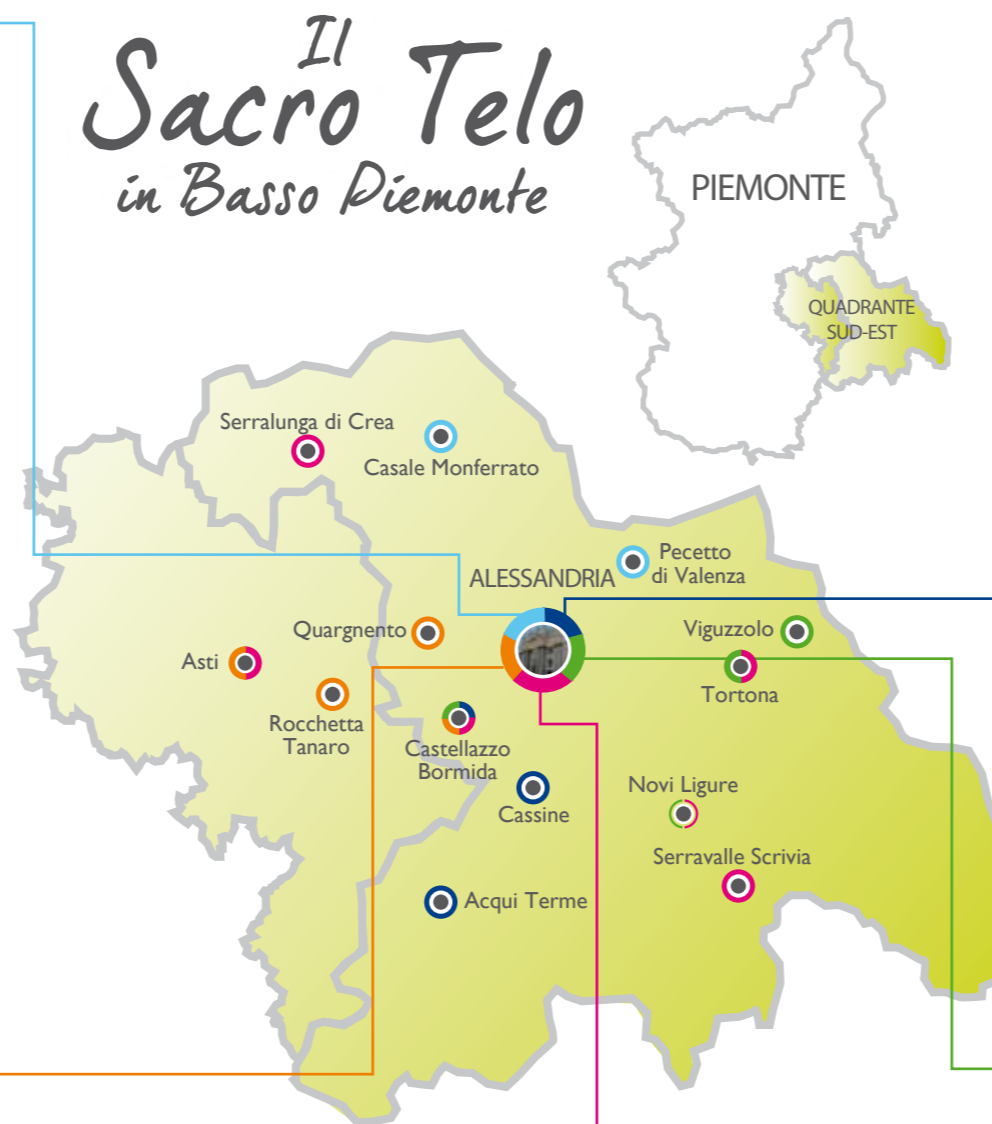 Il
Sacro Telo
in Basso Piemonte
PIEMONTE
QUADRANTE
SUD-EST
Serralunga di Crea
Casale Monferrato
ALESSANDRIA
Pecetto
di Valenza
Quargnento
Viguzzolo
Asti
Tortona
Rocchetta
Tanaro
Castellazzo
Bormida
Novi Ligure
Cassine
Serravalle Scrivia
Acqui Terme